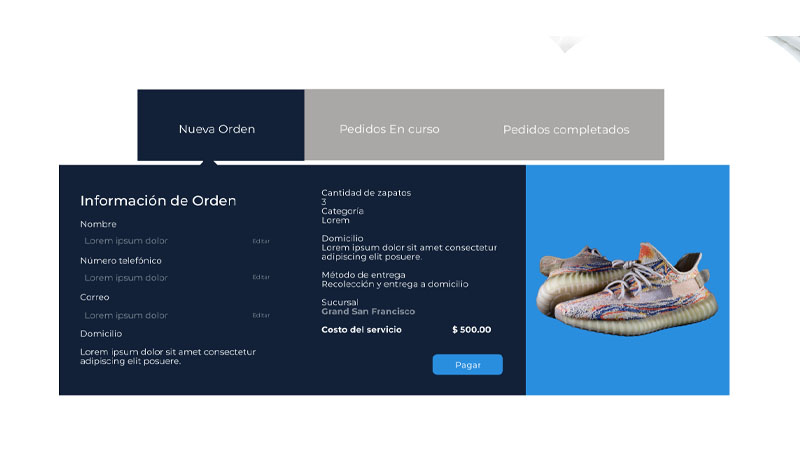 Nueva Orden
Pedidos En curso
Pedidos completados
Información de Orden
Nombre
Lorem ipsum dolor
Editar
Número telefónico
Lorem ipsum dolor
Editar
Correo
Lorem ipsum dolor
Editar
Domicilio
Lorem ipsum dolor sit amet consectetur
adipiscing elit posuere.
Cantidad de zapatos
3
Categoría
Lorem
Domicilio
Lorem ipsum dolor sit amet consectetur
adipiscing elit posuere.
Método de entrega
Recolección y entrega a domicilio
Sucursal
Grand San Francisco
Costo del servicio
$ 500.00
Pagar